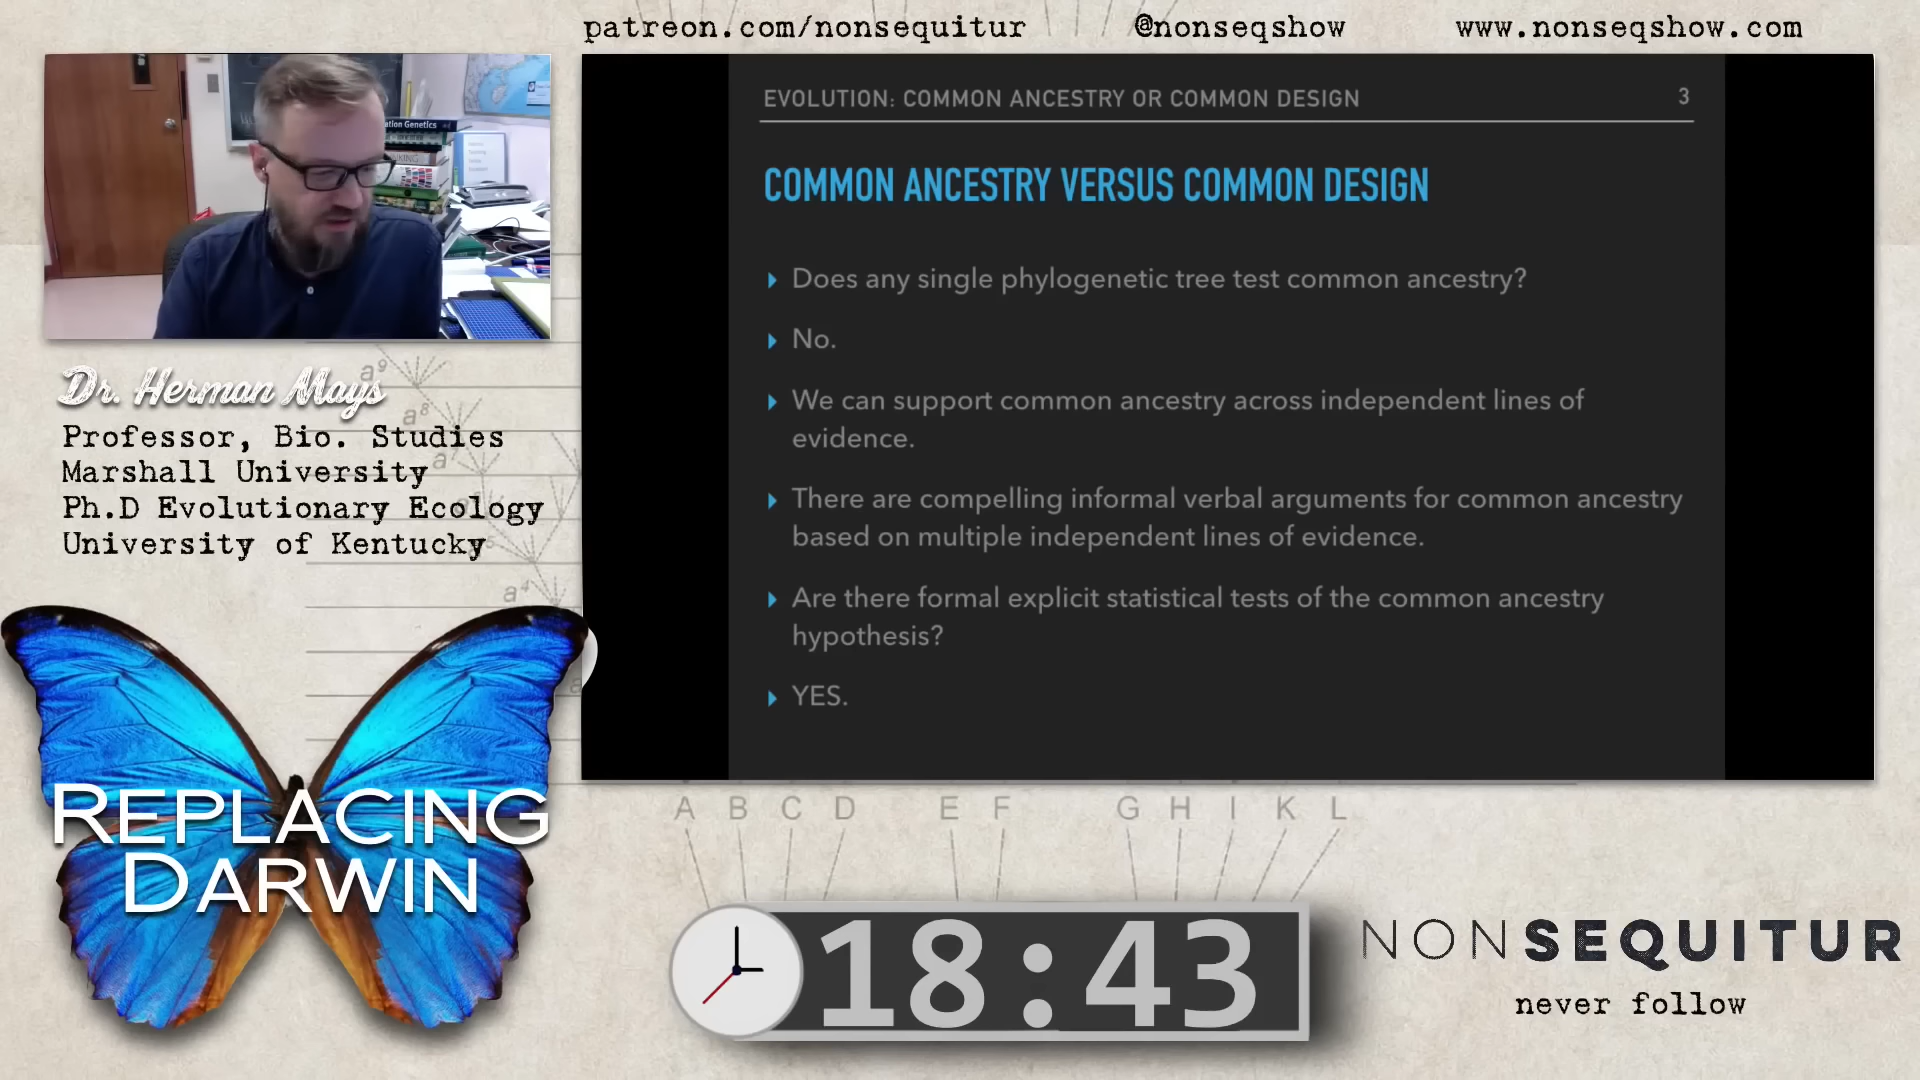 patreon.com/nonsequitur
@nonseqshow
www.nonseqshow.com
EVOLUTION: COMMON ANCESTRY OR COMMON DESIGN
3
COMMON ANCESTRY VERSUS COMMON DESIGN
Does any single phylogenetic tree test common ancestry?
No.
We can support common ancestry across independent lines of
evidence.
There are compelling informal verbal arguments for common ancestry
based on multiple independent lines of evidence.
Are there formal explicit statistical tests of the common ancestry
hypothesis?
YES.
Dr. Herman Mays
Professor, Bio. Studies
Marshall University
Ph.D Evolutionary Ecology
University of Kentucky
a⁹
a⁸
a⁷
a⁴
REPLACING
DARWIN
A B C D E F G H I K L
18:43
NONSEQUITUR
never follow